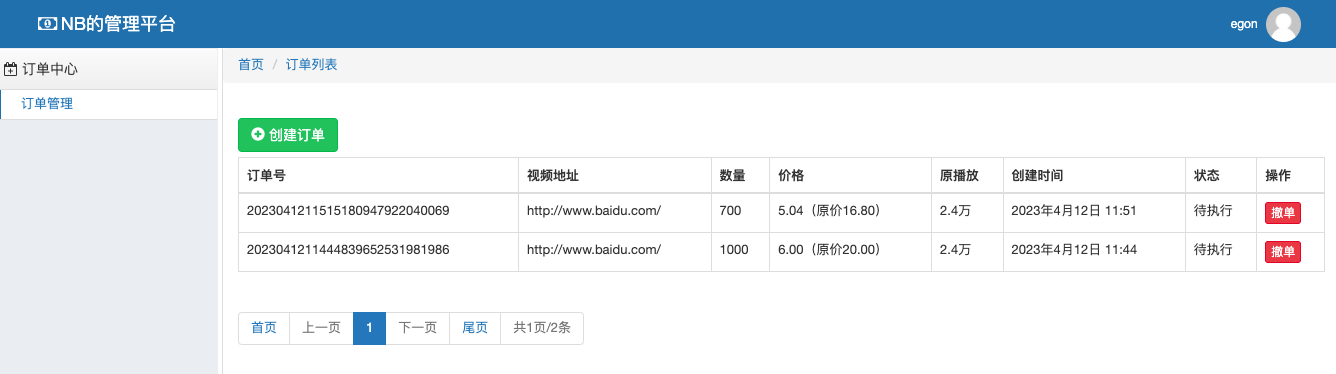 NB的管理平台
egon
订单中心
订单管理
首页 / 订单列表
创建订单
订单号 视频地址 数量 价格 原播放 创建时间 状态 操作
2023041211515180947922040069 http://www.baidu.com/ 700 5.04（原价16.80） 2.4万 2023年4月12日 11:51 待执行 撤单
2023041211444839652531981986 http://www.baidu.com/ 1000 6.00（原价20.00） 2.4万 2023年4月12日 11:44 待执行 撤单
首页 上一页 1 下一页 尾页 共1页/2条